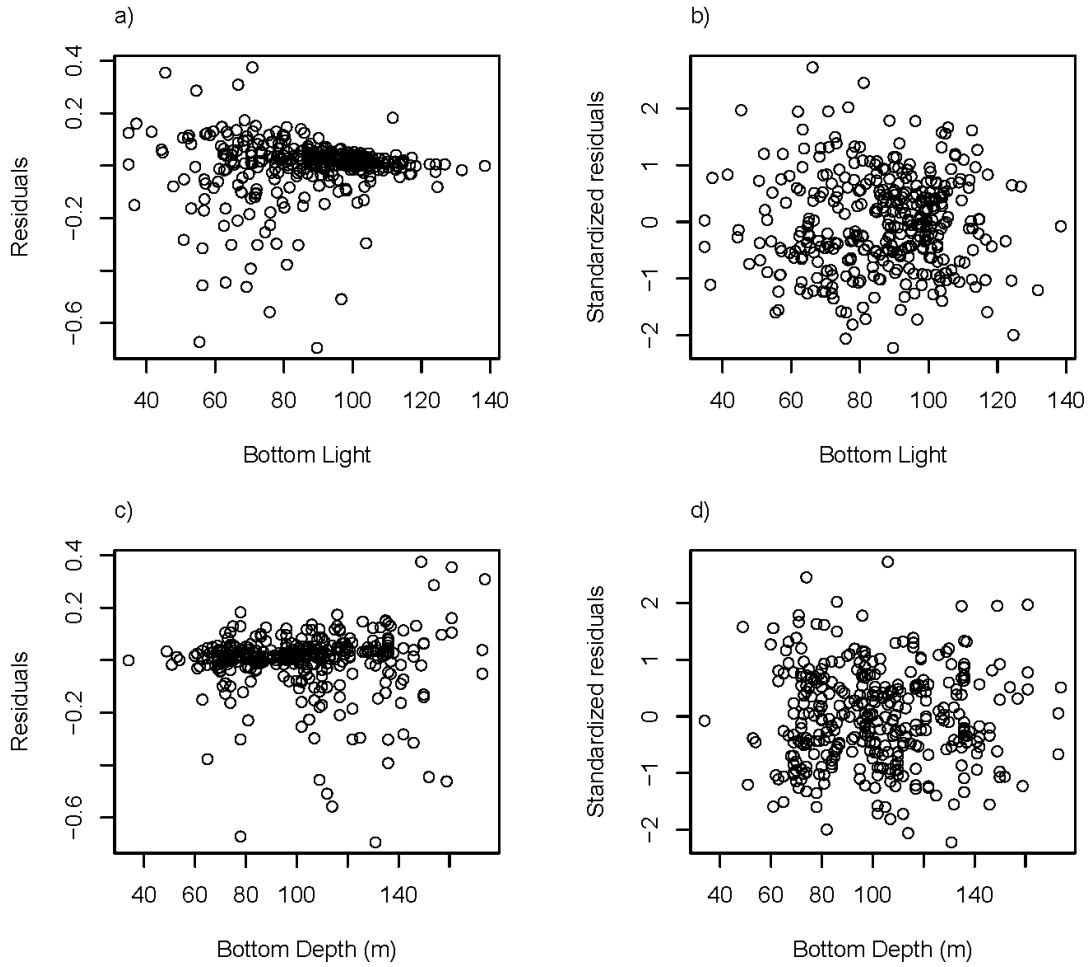 a)
Residuals
0.4
0.2
−0.2
−0.6
40 60 80 100 120 140
Bottom Light
b)
Standardized residuals
2
1
0
−1
−2
40 60 80 100 120 140
Bottom Light
c)
Residuals
0.4
0.2
−0.2
−0.6
40 60 80 100 140
Bottom Depth (m)
d)
Standardized residuals
2
1
0
−1
−2
40 60 80 100 140
Bottom Depth (m)